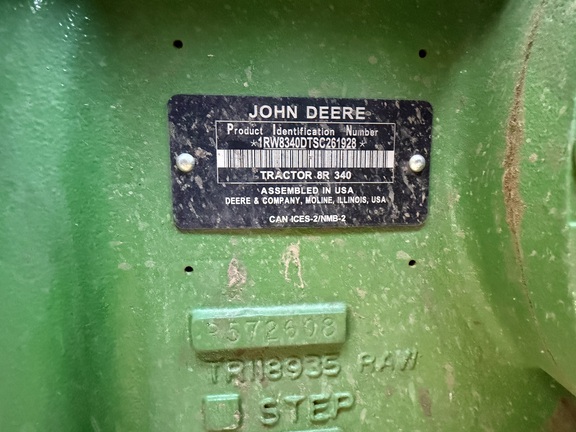 JOHN DEERE
Product Identification Number
*1RW8340DTSC261928*
TRACTOR 8R 340
ASSEMBLED IN USA
DEERE & COMPANY, MOLINE, ILLINOIS, USA
CAN ICES-2/NMB-2
R572608
TR118935 RAW
STEP